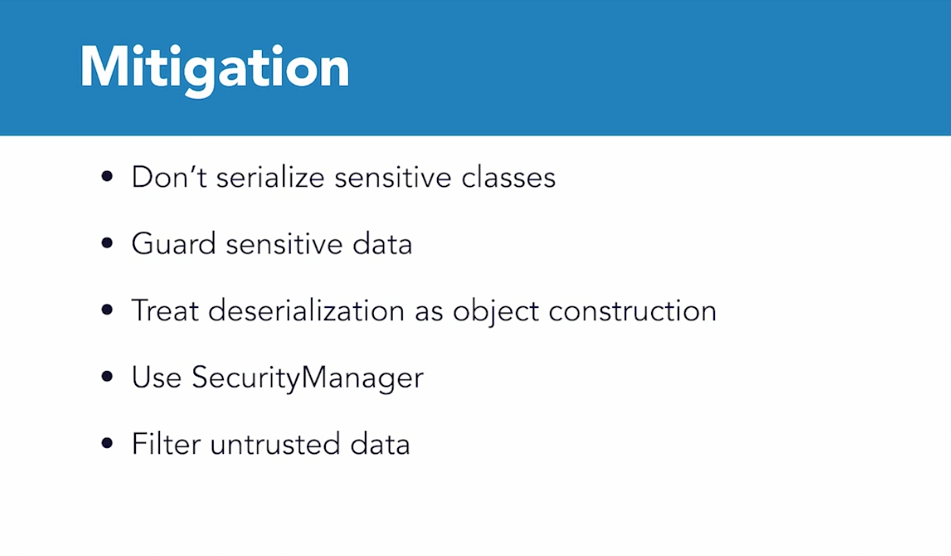 Mitigation
• Don’t serialize sensitive classes
• Guard sensitive data
• Treat deserialization as object construction
• Use SecurityManager
• Filter untrusted data